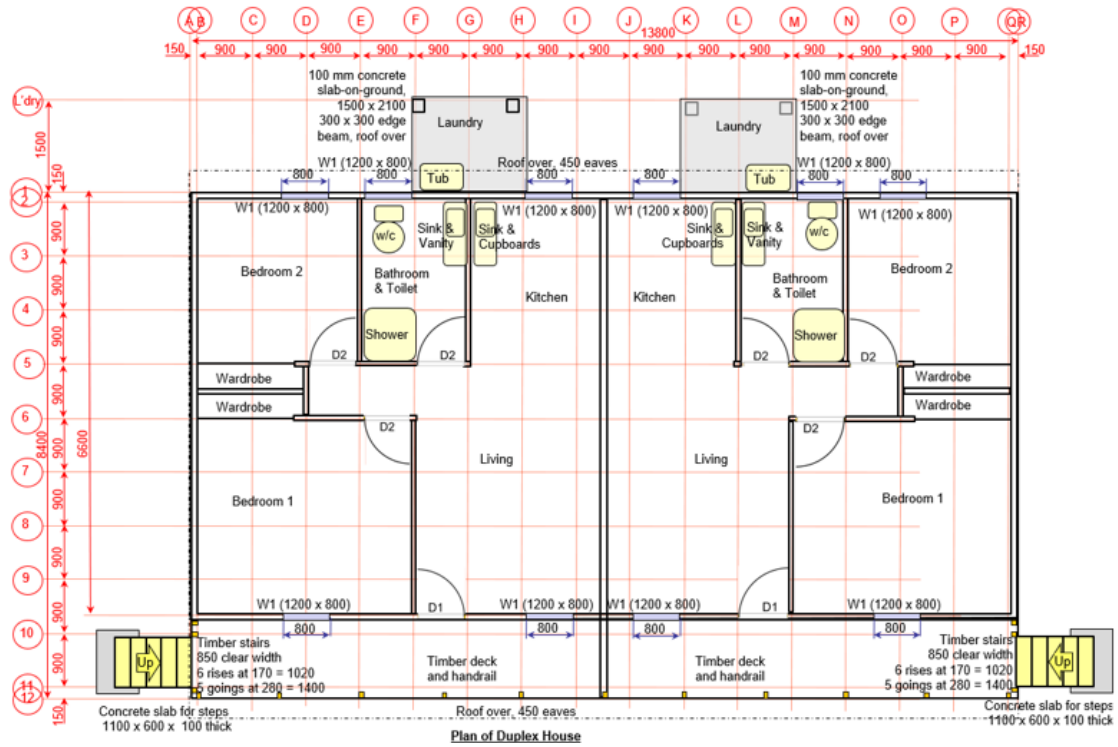 A B C D E F G H I J K L M N O P Q R
13800
150 900 900 900 900 900 900 900 900 900 900 900 900 900 900 900 150
100 mm concrete
slab-on-ground,
1500 x 2100
300 x 300 edge
beam, roof over
100 mm concrete
slab-on-ground,
1500 x 2100
300 x 300 edge
beam, roof over
L'dry
1500
150
Laundry
Laundry
W1 (1200 x 800)
Roof over, 450 eaves
W1 (1200 x 800)
800
800
Tub
800
800
Tub
800
800
1
2
3
4
5
6
7
8
9
10
11
12
900
900
900
900
900
900
900
900
900
150
8400
6600
W1 (1200 x 800)
W1 (1200 x 800)
W1 (1200 x 800)
W1 (1200 x 800)
w/c
Sink &
Vanity
Sink &
Cupboards
Sink &
Cupboards
Sink &
Vanity
w/c
Bedroom 2
Bathroom
& Toilet
Kitchen
Kitchen
Bathroom
& Toilet
Bedroom 2
Shower
Shower
D2
D2
D2
D2
Wardrobe
Wardrobe
Wardrobe
Wardrobe
D2
D2
Living
Living
Bedroom 1
Bedroom 1
W1 (1200 x 800)
D1
W1 (1200 x 800)
W1 (1200 x 800)
D1
W1 (1200 x 800)
800
800
800
800
Up
Timber stairs
850 clear width
6 rises at 170 = 1020
5 goings at 280 = 1400
Timber deck
and handrail
Timber deck
and handrail
Timber stairs
850 clear width
6 rises at 170 = 1020
5 goings at 280 = 1400
Up
Concrete slab for steps
1100 x 600 x 100 thick
Roof over, 450 eaves
Concrete slab for steps
1100 x 600 x 100 thick
Plan of Duplex House